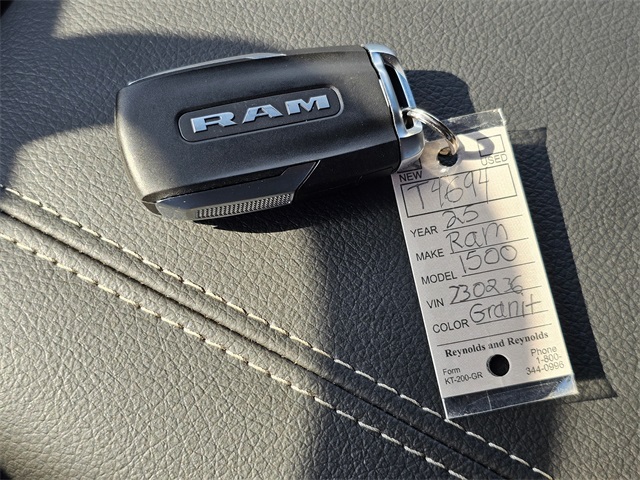 RAM
NEW USED
T4694
YEAR 25
MAKE Ram
MODEL 1500
VIN 230236
COLOR Granit
Reynolds and Reynolds
Form
KT-200-GR
Phone
1-800-
344-0996